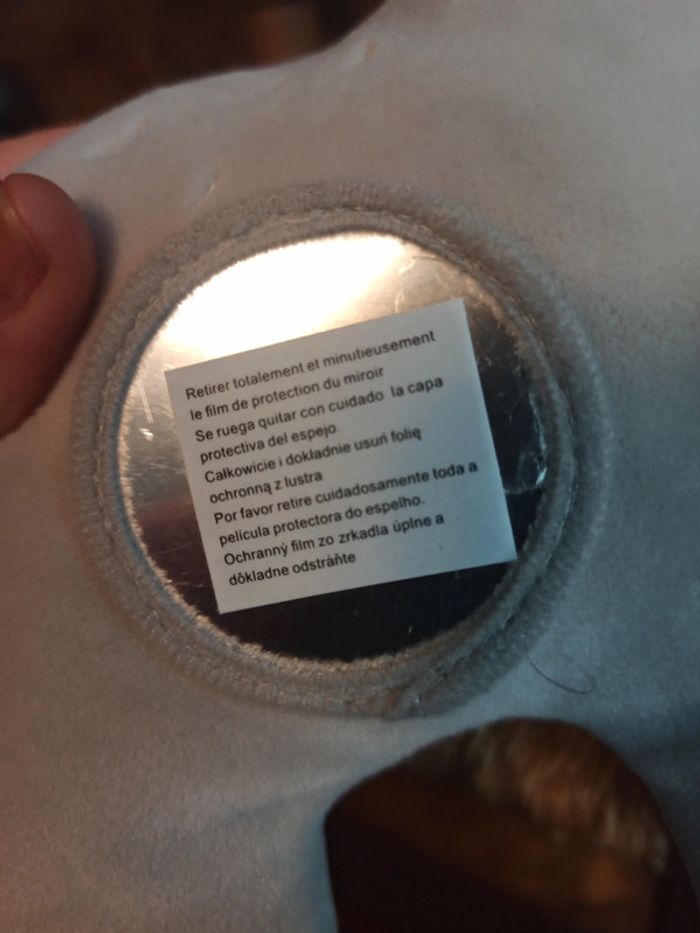 Retirer totalement et minutieusement
le film de protection du miroir
Se ruega quitar con cuidado la capa
protectiva del espejo.
Całkowicie i dokładnie usuń folię
ochronną z lustra
Por favor retire cuidadosamente toda a
película protectora do espelho.
Ochranný film zo zrkadla úplne a
dôkladne odstráňte